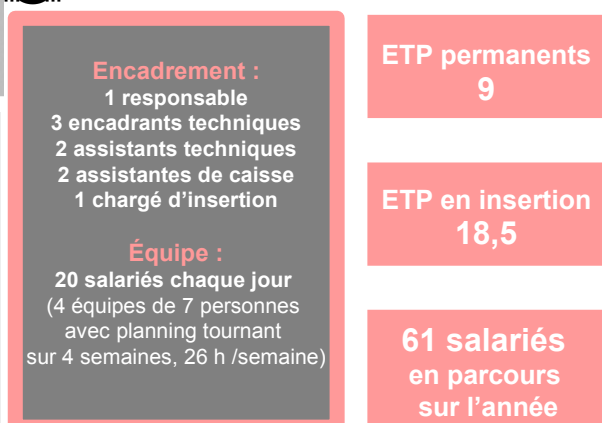 Encadrement :
1 responsable
3 encadrants techniques
2 assistants techniques
2 assistantes de caisse
1 chargé d’insertion
Équipe :
20 salariés chaque jour
(4 équipes de 7 personnes
avec planning tournant
sur 4 semaines, 26 h /semaine)
ETP permanents
9
ETP en insertion
18,5
61 salariés
en parcours
sur l’année